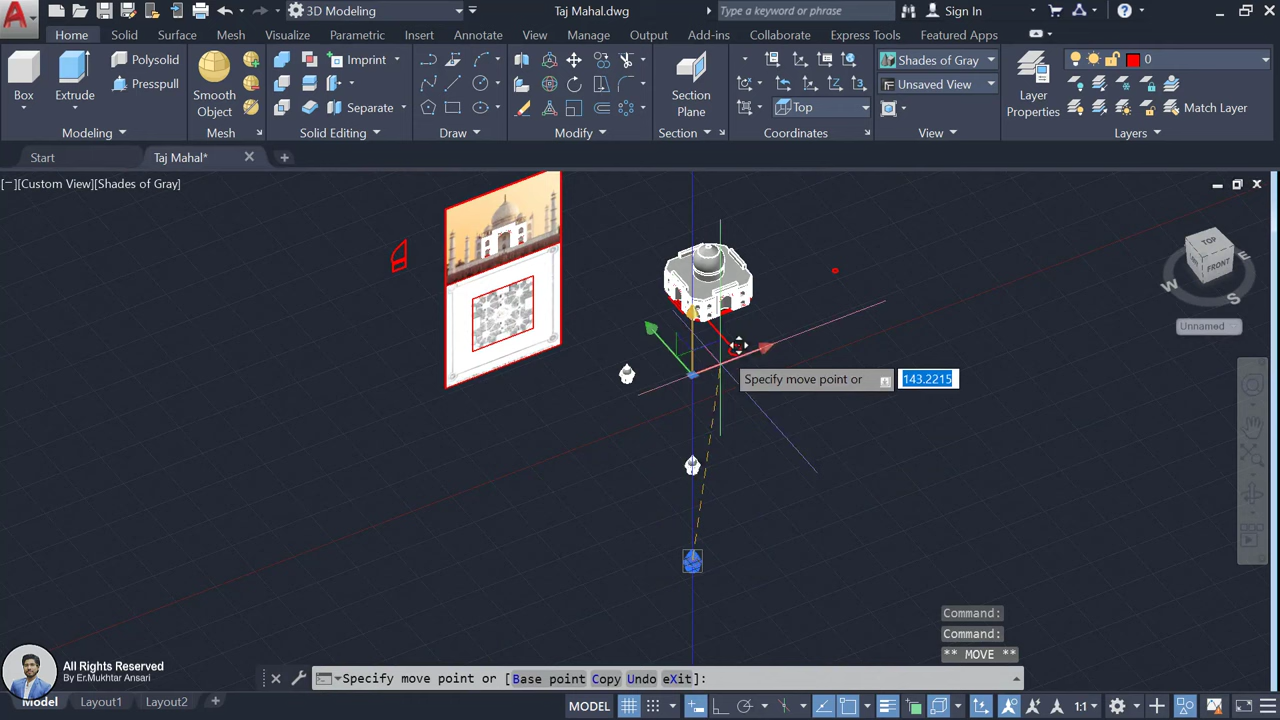 3D Modeling
Taj Mahal.dwg
Type a keyword or phrase
Sign In
Home Solid Surface Mesh Visualize Parametric Insert Annotate View Manage Output Add-ins Collaborate Express Tools Featured Apps
Box
Extrude
Polysolid
Presspull
Smooth
Object
Imprint
Separate
Section
Plane
Top
Shades of Gray
Unsaved View
Layer
Properties
0
Match Layer
Modeling Mesh Solid Editing Draw Modify Section Coordinates View Layers
Start Taj Mahal*
[−][Custom View][Shades of Gray]
TOP
FRONT
W S
Unnamed
Specify move point or 143.2215
Command:
Command:
** MOVE **
All Rights Reserved
By Er.Mukhtar Ansari
Specify move point or [Base point Copy Undo eXit]:
Model Layout1 Layout2
MODEL
1:1